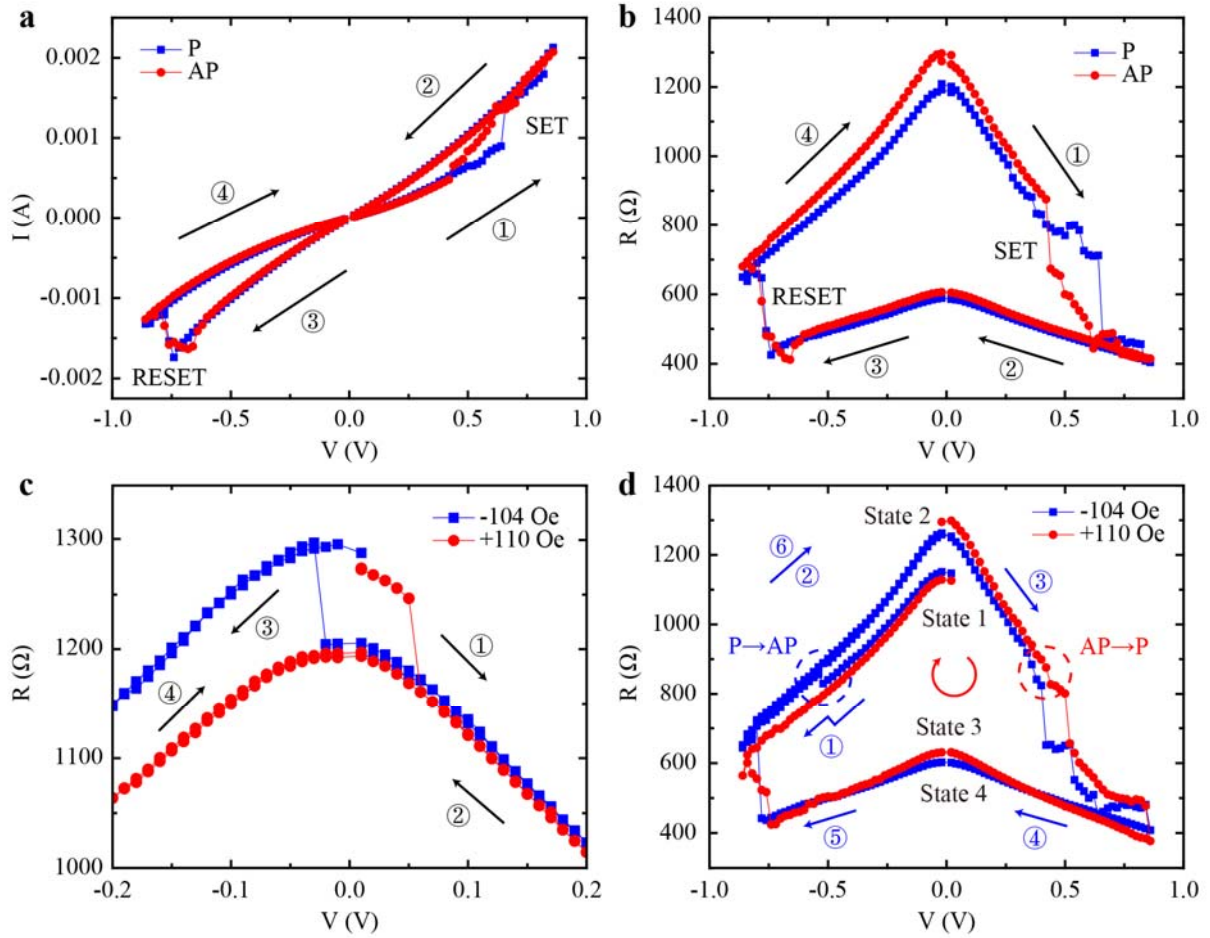 a
P
AP
②
SET
④
①
③
RESET
0.002
0.001
0.000
-0.001
-0.002
I (A)
-1.0 -0.5 0.0 0.5 1.0
V (V)
b
P
AP
④
①
SET
RESET
③
②
1400
1200
1000
800
600
400
R (Ω)
-1.0 -0.5 0.0 0.5 1.0
V (V)
c
-104 Oe
+110 Oe
③
①
④
②
1300
1200
1100
1000
R (Ω)
-0.2 -0.1 0.0 0.1 0.2
V (V)
d
State 2
-104 Oe
+110 Oe
⑥
②
③
State 1
P→AP
AP→P
①
State 3
State 4
⑤
④
1400
1200
1000
800
600
400
R (Ω)
-1.0 -0.5 0.0 0.5 1.0
V (V)